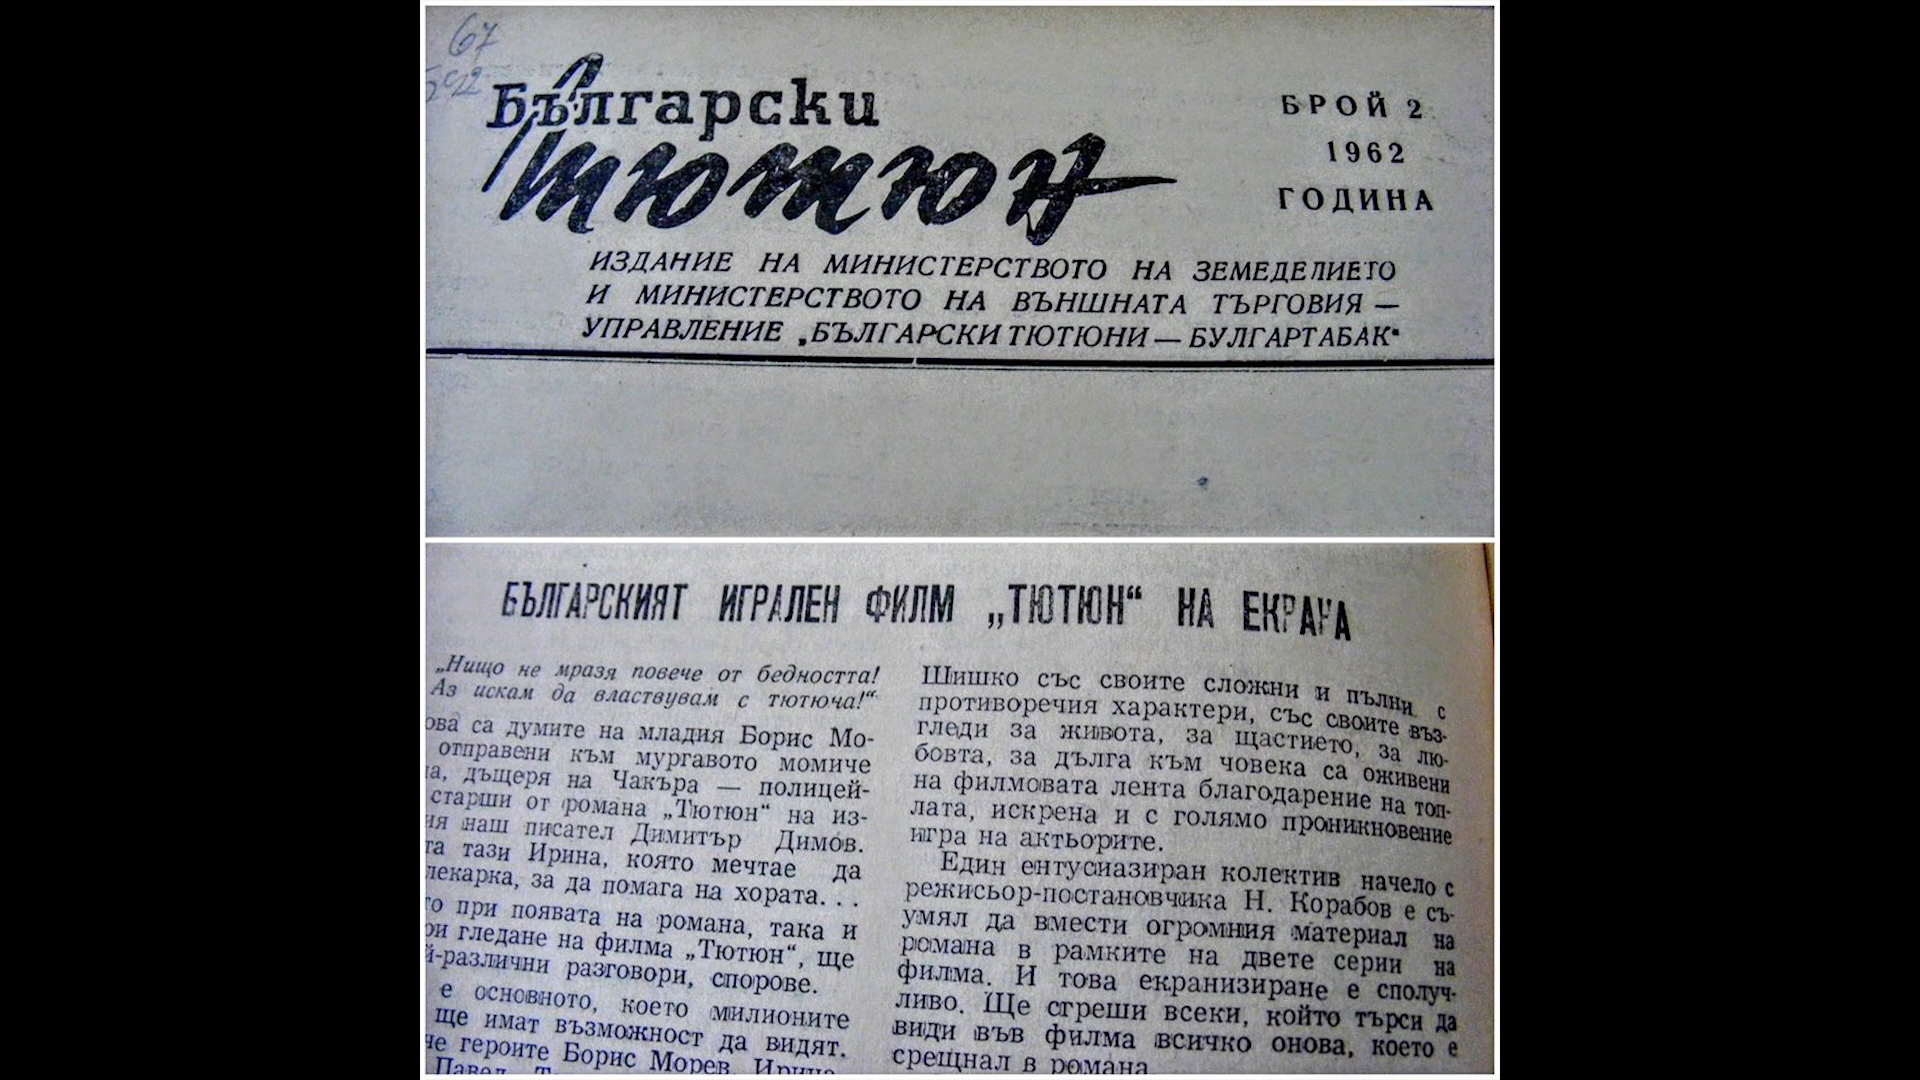 67
Български
тютюн
БРОЙ 2
1962
ГОДИНА
ИЗДАНИЕ НА МИНИСТЕРСТВОТО НА ЗЕМЕДЕЛИЕТО
И МИНИСТЕРСТВОТО НА ВЪНШНАТА ТЪРГОВИЯ —
УПРАВЛЕНИЕ „БЪЛГАРСКИ ТЮТЮНИ — БУЛГАРТАБАК“
БЪЛГАРСКИЯТ ИГРАЛЕН ФИЛМ „ТЮТЮН“ НА ЕКРАНА
„Нищо не мразя повече от бедността!
Аз искам да властвувам с тютюча!“
ова са думите на младия Борис Мо-
отправени към мургавото момиче
на, дъщеря на Чакъра — полицей-
старши от романа „Тютюн“ на из-
ия наш писател Димитър Димов.
та тази Ирина, която мечтае да
лекарка, за да помага на хората. . .
то при появата на романа, така и
ри гледане на филма „Тютюн“, ще
й-различни разговори, спорове.
е основното, което милионите
ще имат възможност да видят.
че героите Борис Морев, Ирина,
Павел,
Шишко със своите сложни и пълни с
противоречия характери, със своите въз-
гледи за живота, за щастието, за лю-
бовта, за дълга към човека са оживени
на филмовата лента благодарение на топ-
лата, искрена и с голямо проникновение
игра на актьорите.
Един ентусиазиран колектив начело с
режисьор-постановчика Н. Корабов е съ-
умял да вмести огромния материал на
романа в рамките на двете серии на
филма. И това екранизиране е сполуч-
ливо. Ще сгреши всеки, който търси да
види във филма всичко онова, което е
срещнал в романа